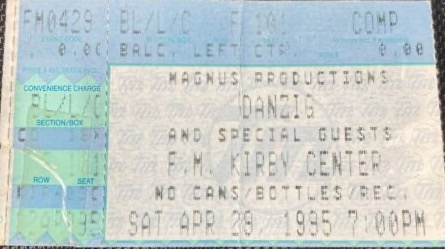 FM0429 BL/L/C F 101 COMP
0.00 BALC. LEFT CTR 0.00
MAGNUS PRODUCTIONS
CONVENIENCE CHARGE
BL/L/C DANZIG
SECTION/BOX
AND SPECIAL GUESTS
F.M. KIRBY CENTER
ROW SEAT
NO CANS/BOTTLES/REC.
SAT APR 29, 1995 7:00PM